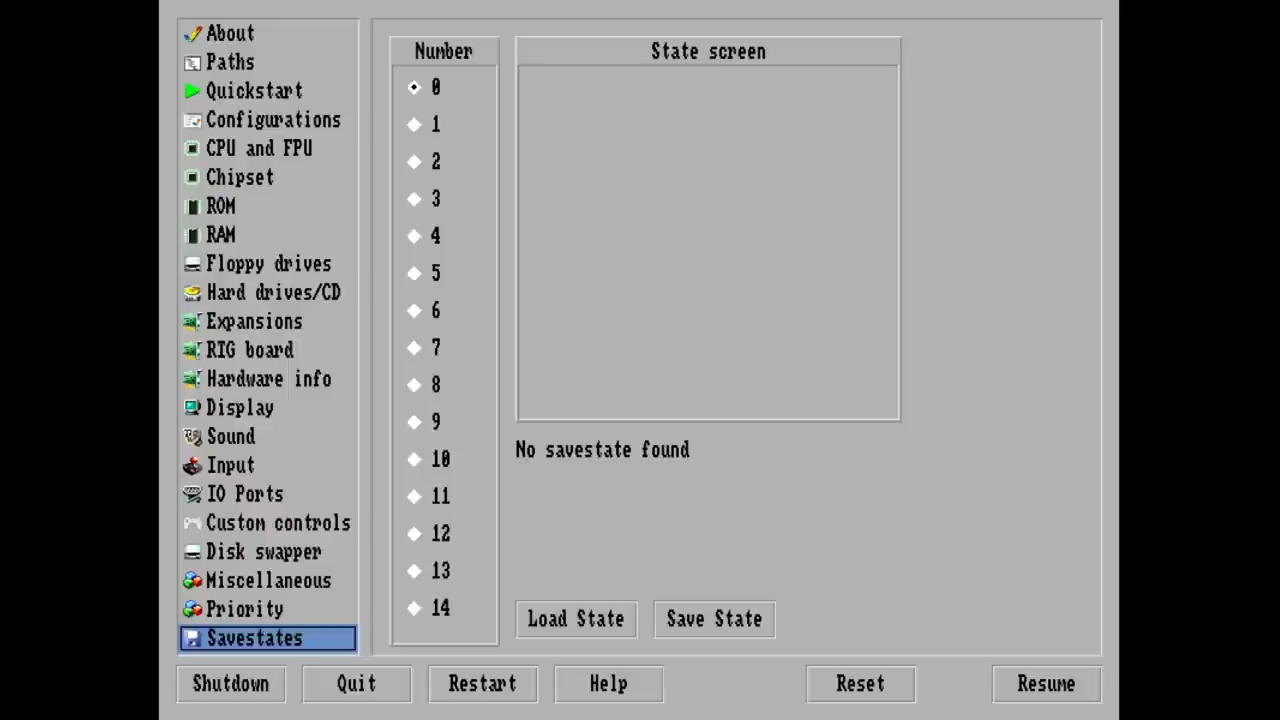 About
Paths
Quickstart
Configurations
CPU and FPU
Chipset
ROM
RAM
Floppy drives
Hard drives/CD
Expansions
RTG board
Hardware info
Display
Sound
Input
IO Ports
Custom controls
Disk swapper
Miscellaneous
Priority
Savestates
Number
0
1
2
3
4
5
6
7
8
9
10
11
12
13
14
State screen
No savestate found
Load State
Save State
Shutdown
Quit
Restart
Help
Reset
Resume